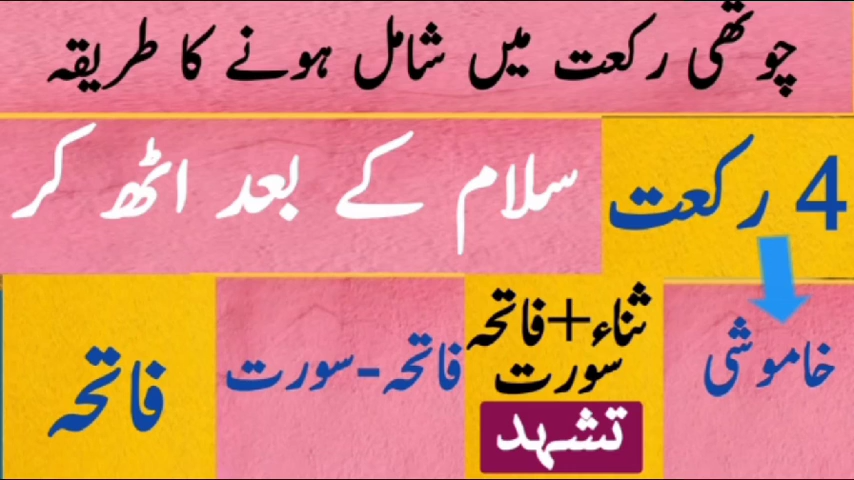 چوتھی رکعت میں شامل ہونے کا طریقہ
4 رکعت
سلام کے بعد اٹھ کر
خاموشی
ثناء+فاتحہ
سورت
تشہد
فاتحہ-سورت
فاتحہ